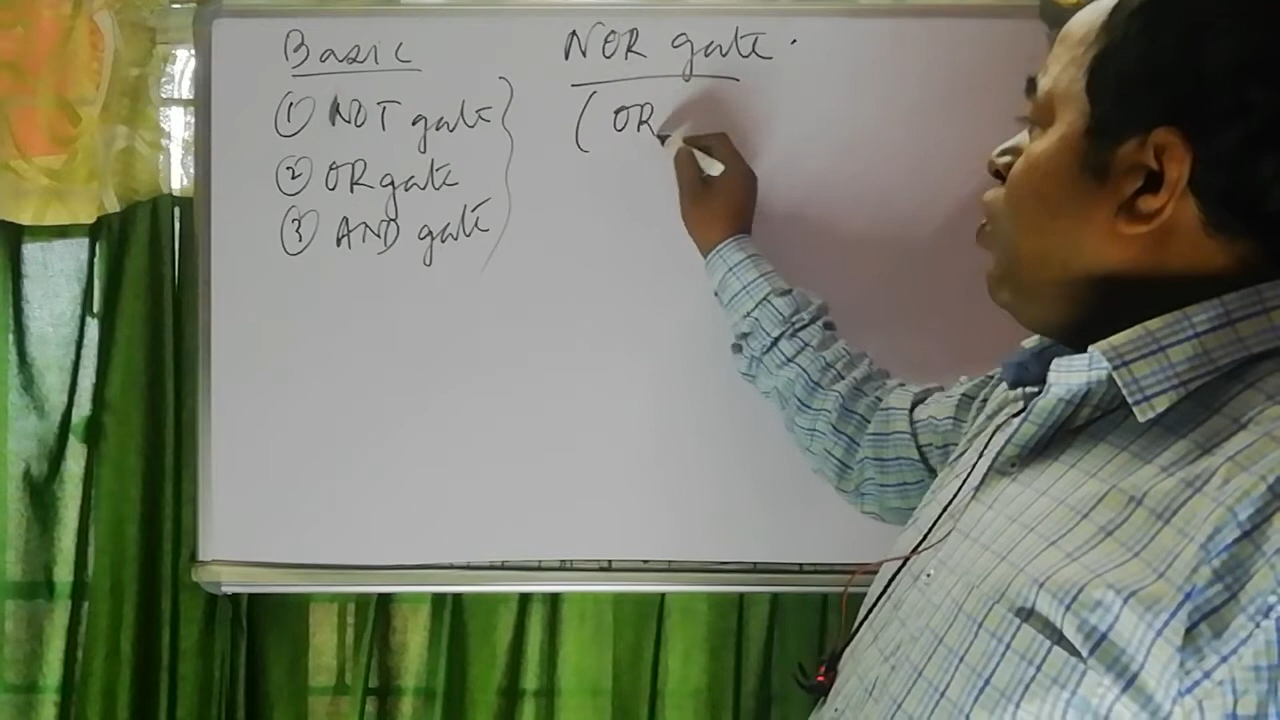 Basic
① NOT gate
② OR gate
③ AND gate
NOR gate.
(OR